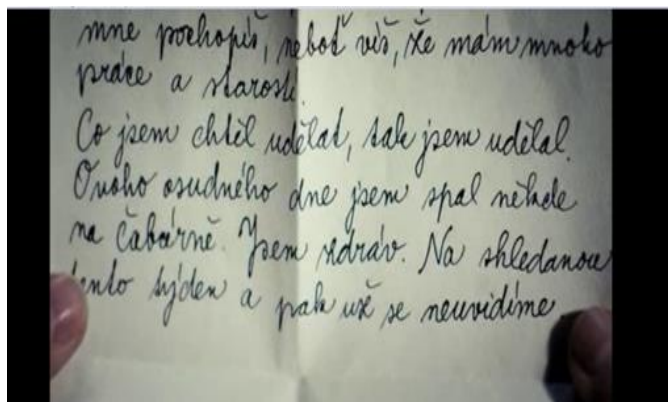 mne pochopíš, neboť víš, že mám mnoho
práce a starostí.
Co jsem chtěl udělat, tak jsem udělal.
Onoho osudného dne jsem spal někde
na čabárně. Jsem zdráv. Na shledanou
tento týden a pak už se neuvidíme